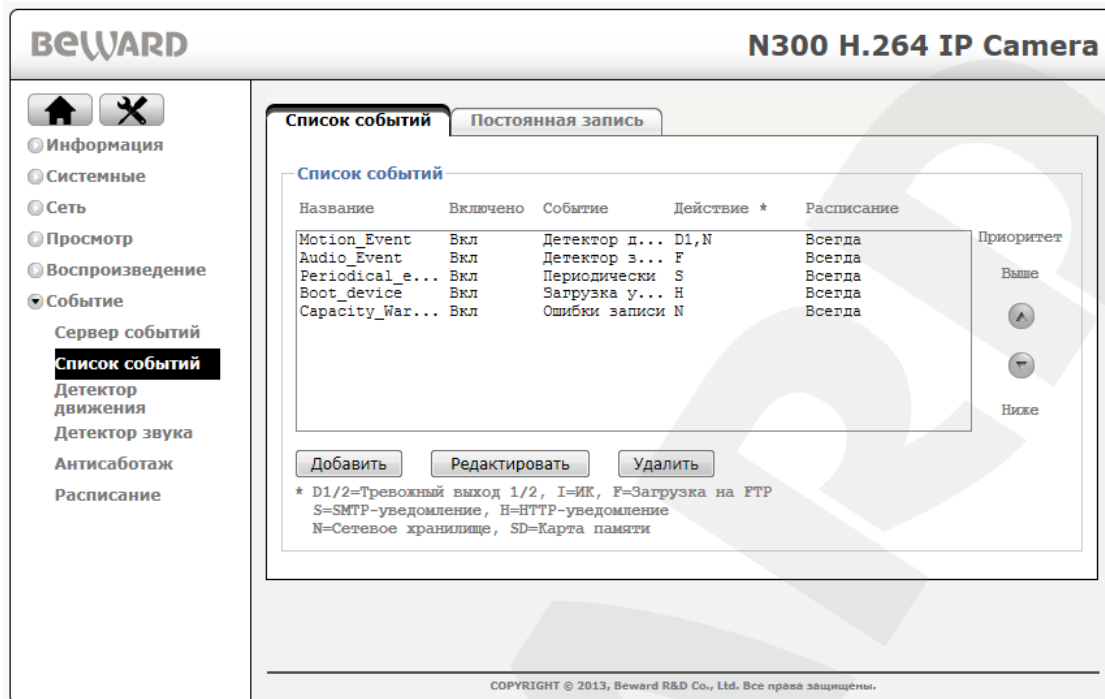 BEWARD
N300 H.264 IP Camera
Информация
Системные
Сеть
Просмотр
Воспроизведение
Событие
Сервер событий
Список событий
Детектор
движения
Детектор звука
Антисаботаж
Расписание
Список событий Постоянная запись
Список событий
Название Включено Событие Действие * Расписание
Motion_Event Вкл Детектор д... D1,N Всегда
Audio_Event Вкл Детектор з... F Всегда
Periodical_e... Вкл Периодически S Всегда
Boot_device Вкл Загрузка у... H Всегда
Capacity_War... Вкл Ошибки записи N Всегда
Приоритет
Выше
Ниже
Добавить Редактировать Удалить
* D1/2=Тревожный выход 1/2, I=ИК, F=Загрузка на FTP
S=SMTP-уведомление, H=HTTP-уведомление
N=Сетевое хранилище, SD=Карта памяти
COPYRIGHT © 2013, Beward R&D Co., Ltd. Все права защищены.